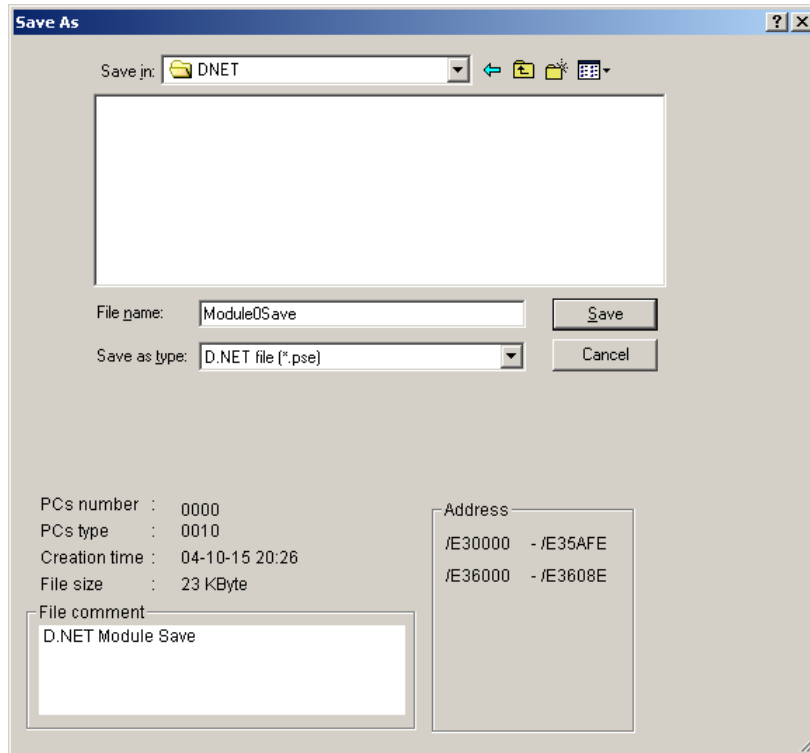 Save As
Save in: DNET
File name: Module0Save Save
Save as type: D.NET file (*.pse) Cancel
PCs number : 0000
PCs type : 0010
Creation time : 04-10-15 20:26
File size : 23 KByte
File comment
D.NET Module Save
Address
/E30000 - /E35AFE
/E36000 - /E3608E